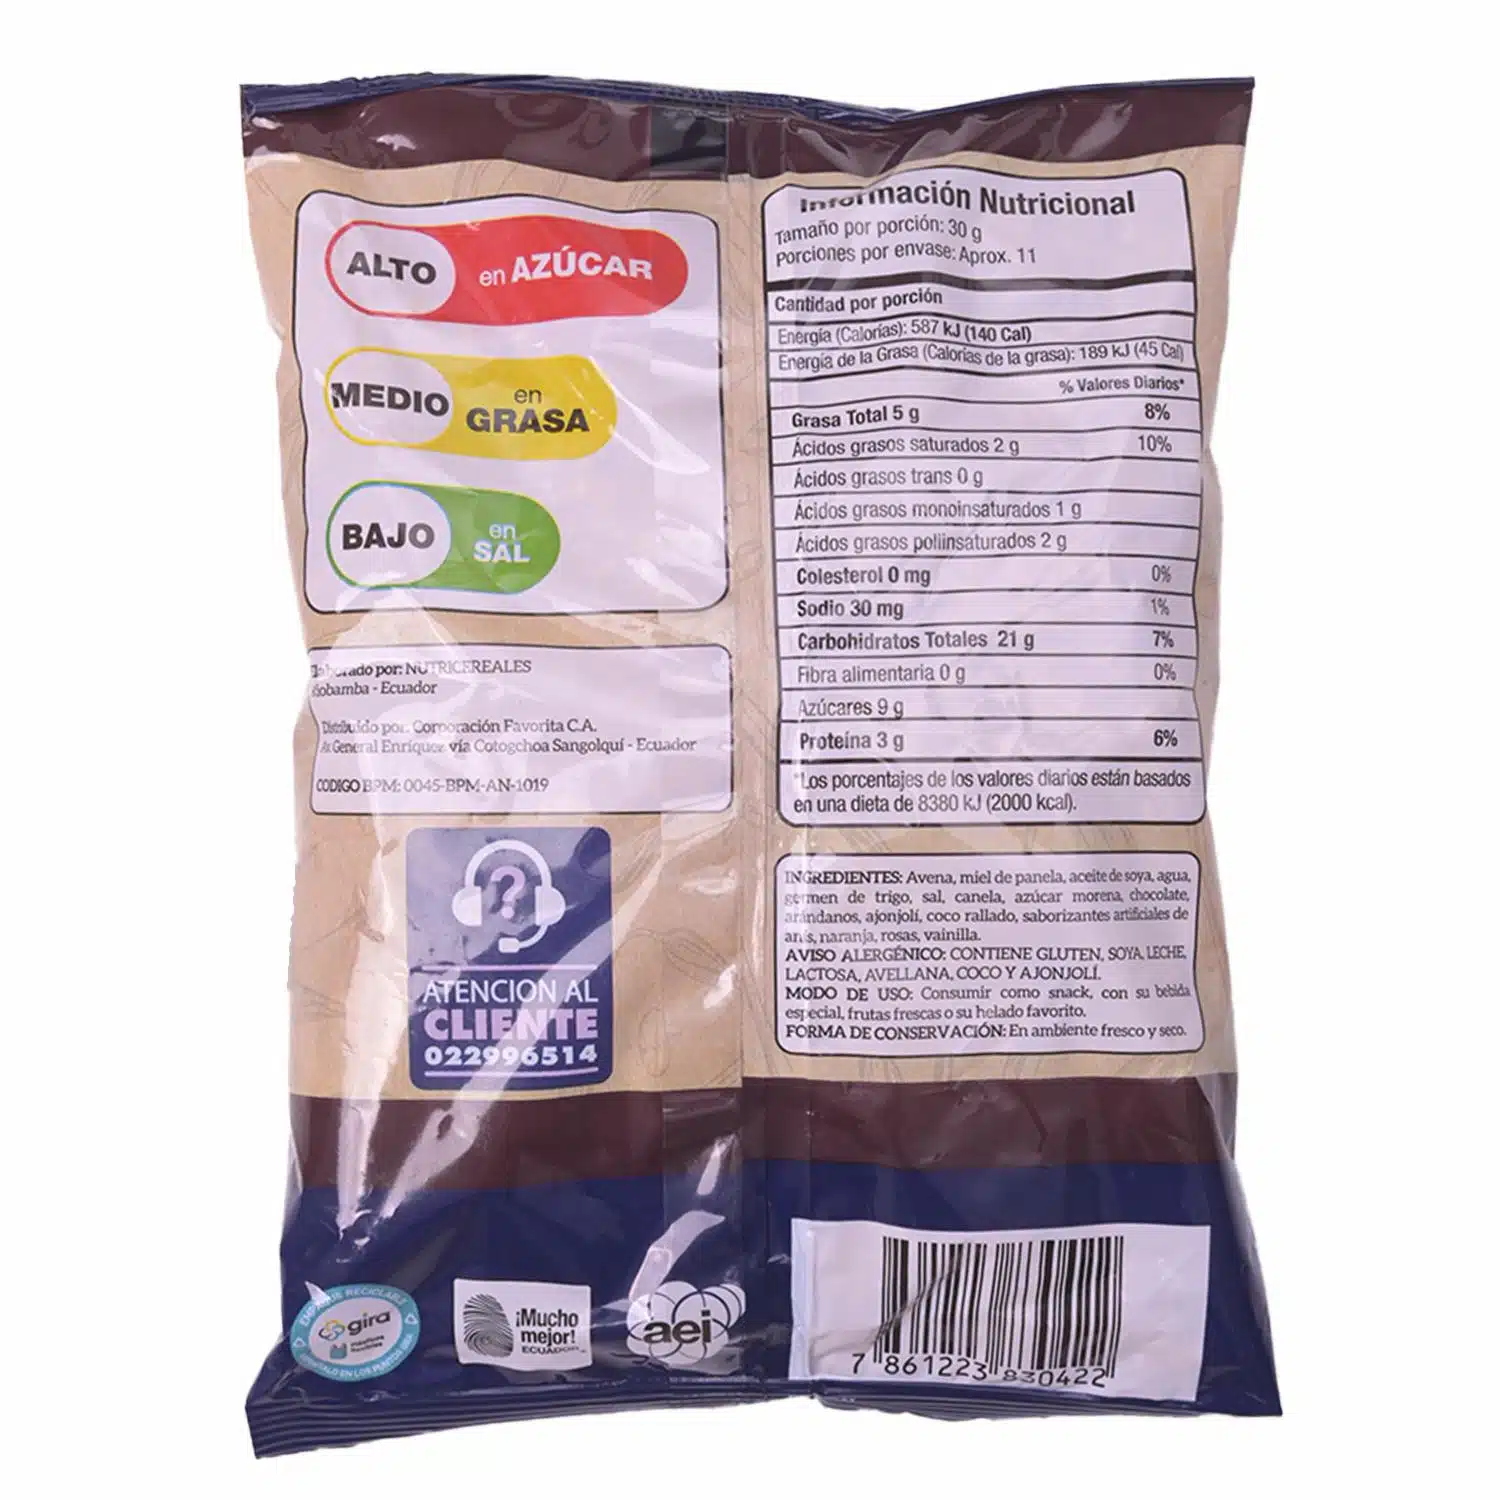 ALTO en AZÚCAR
MEDIO en GRASA
BAJO en SAL
Elaborado por: NUTRICEREALES
Riobamba - Ecuador
Distribuido por: Corporación Favorita C.A.
Av. General Enríquez vía Cotogchoa Sangolquí - Ecuador
CODIGO BPM: 0045-BPM-AN-1019
?
ATENCION AL
CLIENTE
022996514
Información Nutricional
Tamaño por porción: 30 g
Porciones por envase: Aprox. 11
Cantidad por porción
Energía (Calorías): 587 kJ (140 Cal)
Energía de la Grasa (Calorías de la grasa): 189 kJ (45 Cal)
% Valores Diarios*
Grasa Total 5 g 8%
Ácidos grasos saturados 2 g 10%
Ácidos grasos trans 0 g
Ácidos grasos monoinsaturados 1 g
Ácidos grasos poliinsaturados 2 g
Colesterol 0 mg 0%
Sodio 30 mg 1%
Carbohidratos Totales 21 g 7%
Fibra alimentaria 0 g 0%
Azúcares 9 g
Proteína 3 g 6%
*Los porcentajes de los valores diarios están basados
en una dieta de 8380 kJ (2000 kcal).
INGREDIENTES: Avena, miel de panela, aceite de soya, agua,
germen de trigo, sal, canela, azúcar morena, chocolate,
arándanos, ajonjolí, coco rallado, saborizantes artificiales de
anís, naranja, rosas, vainilla.
AVISO ALERGÉNICO: CONTIENE GLUTEN, SOYA, LECHE,
LACTOSA, AVELLANA, COCO Y AJONJOLÍ.
MODO DE USO: Consumir como snack, con su bebida
especial, frutas frescas o su helado favorito.
FORMA DE CONSERVACIÓN: En ambiente fresco y seco.
EMPAQUE RECICLABLE
gira
Plásticos
flexibles
¡Mucho
mejor!
ECUADOR
aei
7 861223 830422